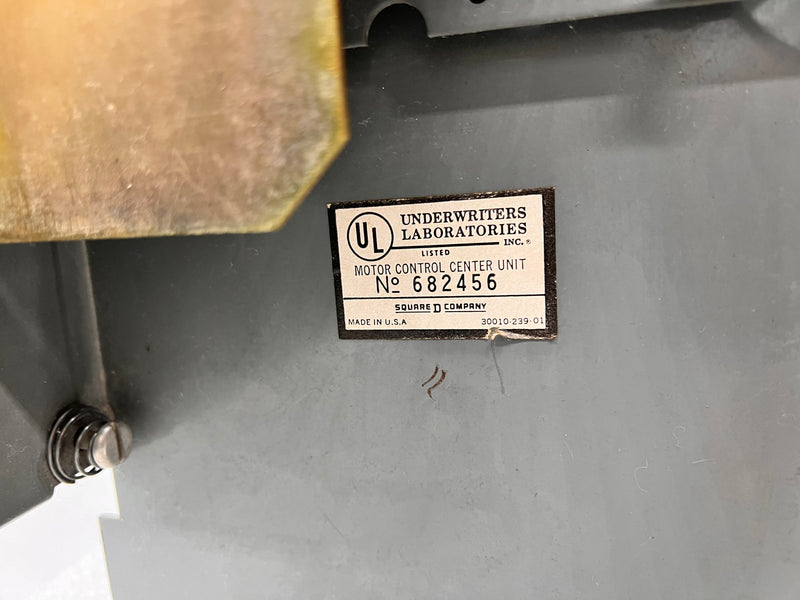 UL
UNDERWRITERS
LABORATORIES
INC.®
LISTED
MOTOR CONTROL CENTER UNIT
Nº 682456
SQUARE D COMPANY
MADE IN U.S.A
30010-239-01